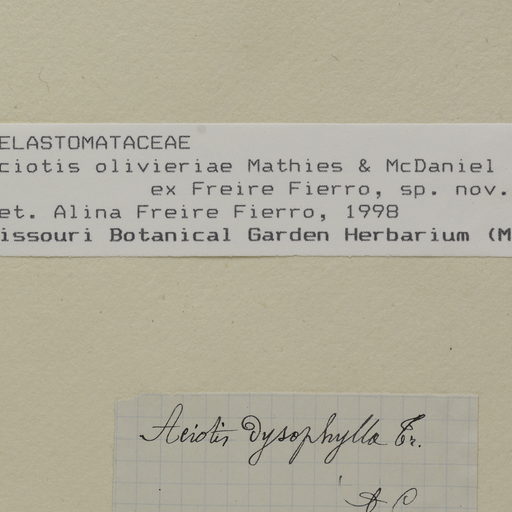 ELASTOMATACEAE
ciotis olivieriae Mathies & McDaniel
ex Freire Fierro, sp. nov.
et. Alina Freire Fierro, 1998
issouri Botanical Garden Herbarium (M
Aciotis dysophylla Tr.